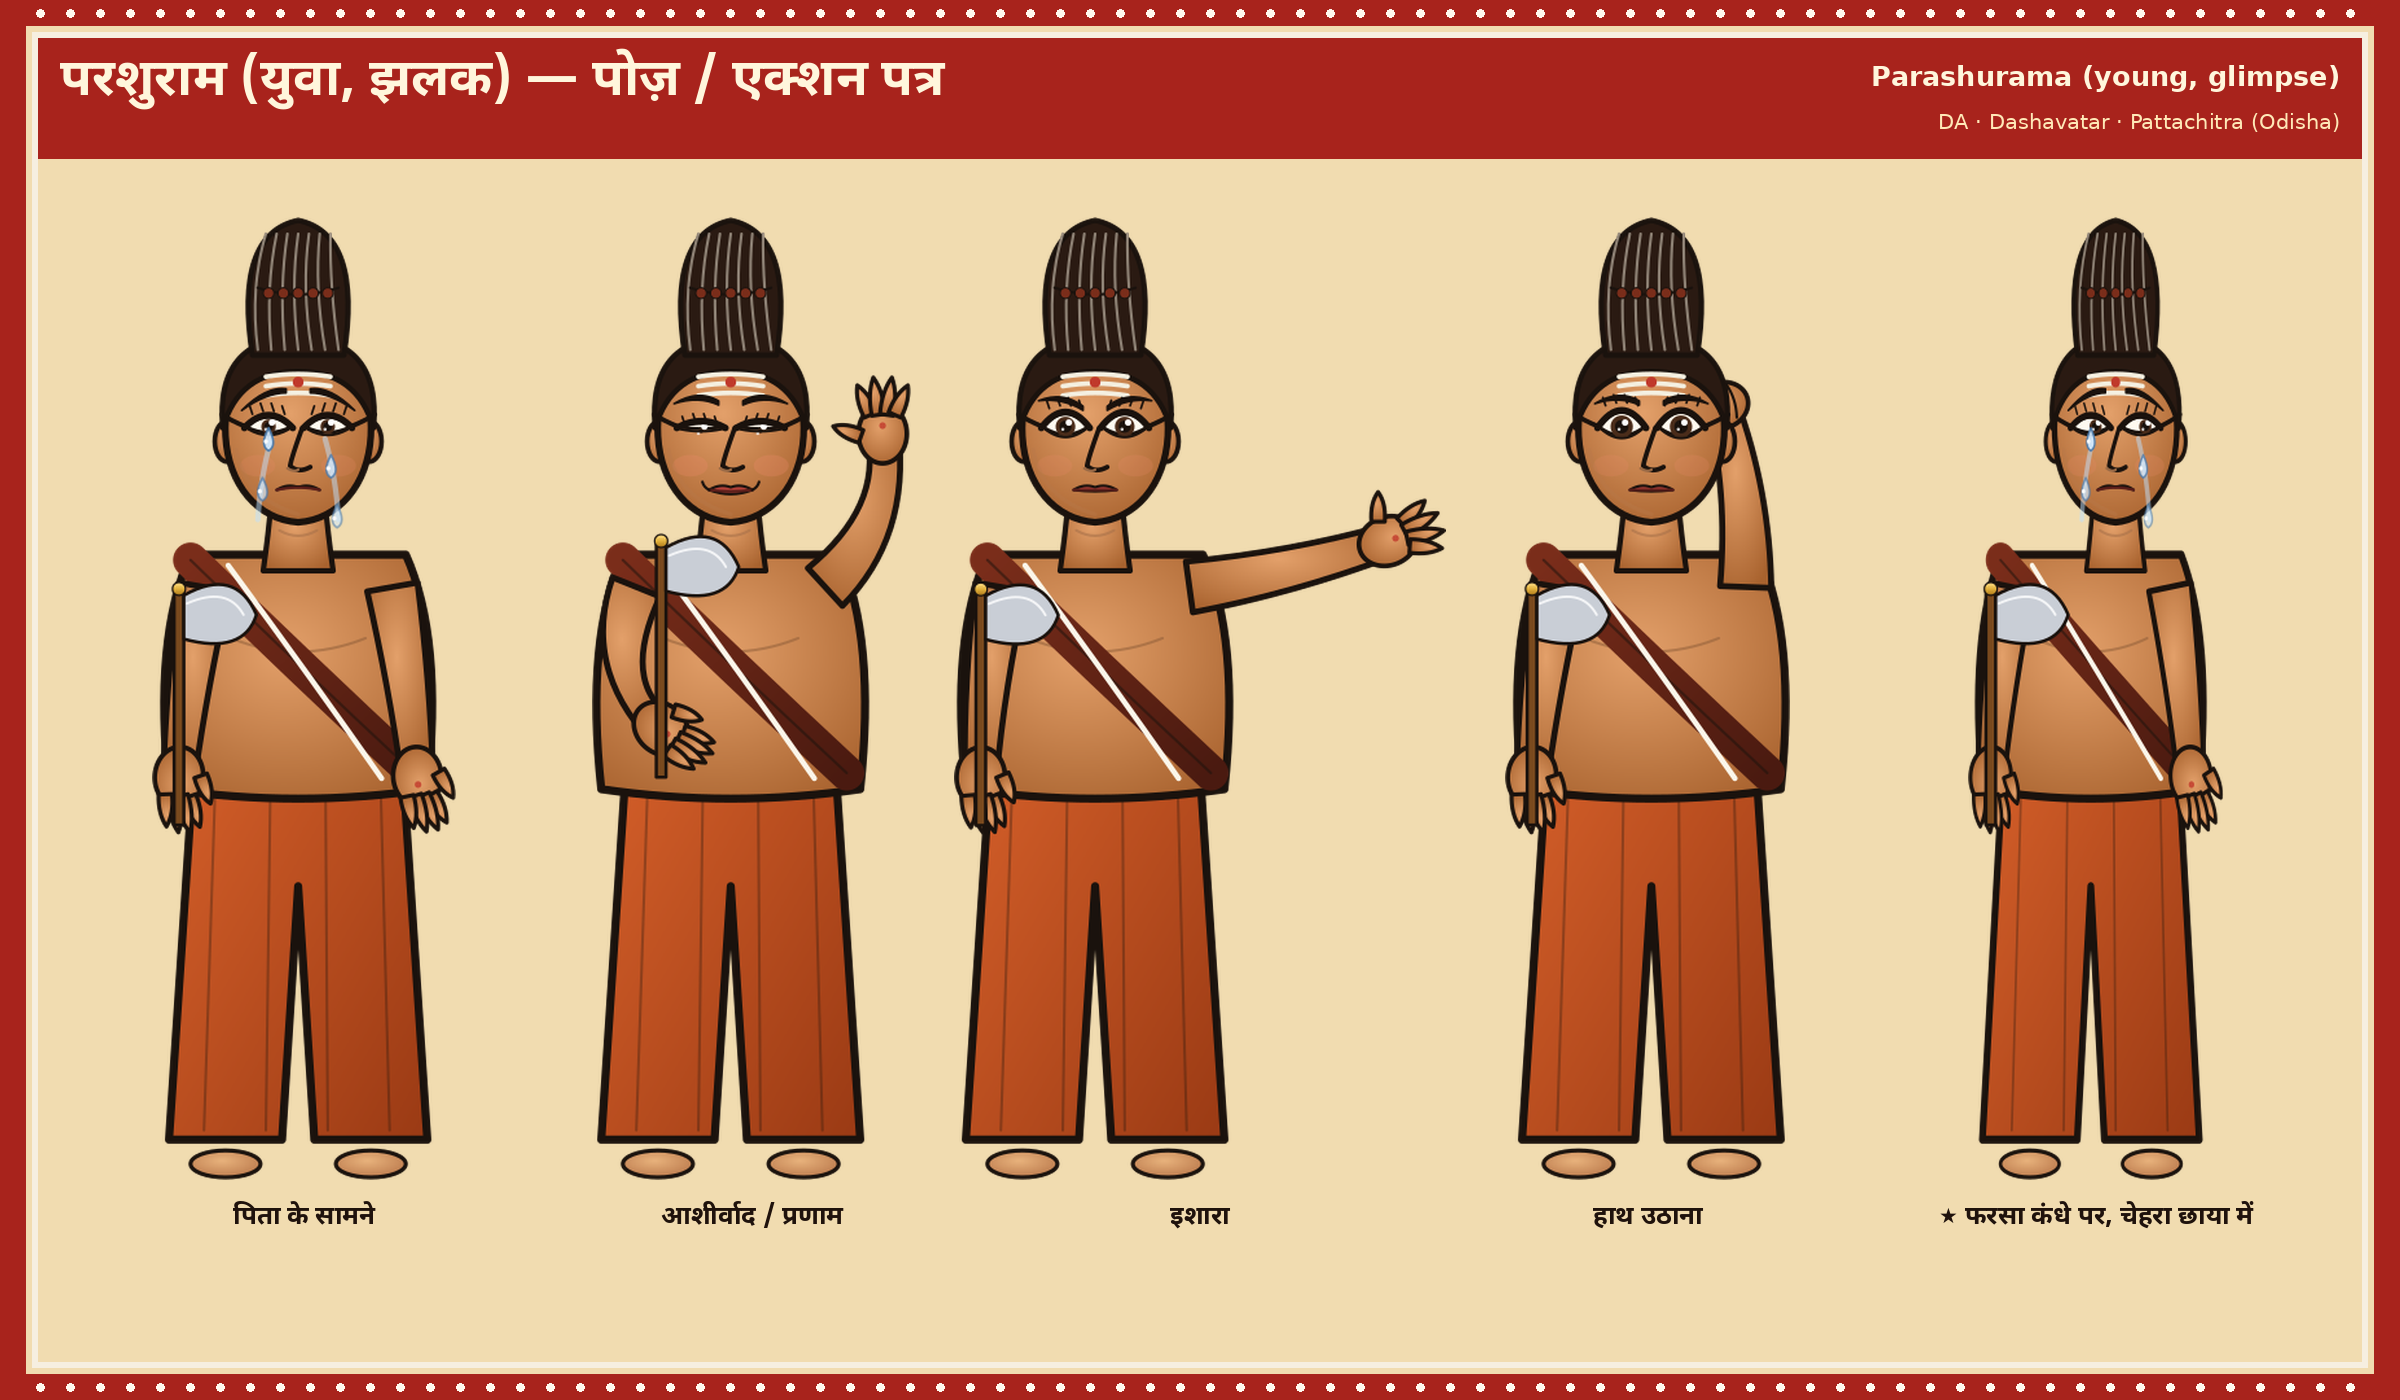 परशुराम (युवा, झलक) — पोज़ / एक्शन पत्र
Parashurama (young, glimpse)
DA · Dashavatar · Pattachitra (Odisha)
पिता के सामने
आशीर्वाद / प्रणाम
इशारा
हाथ उठाना
★ फरसा कंधे पर, चेहरा छाया में